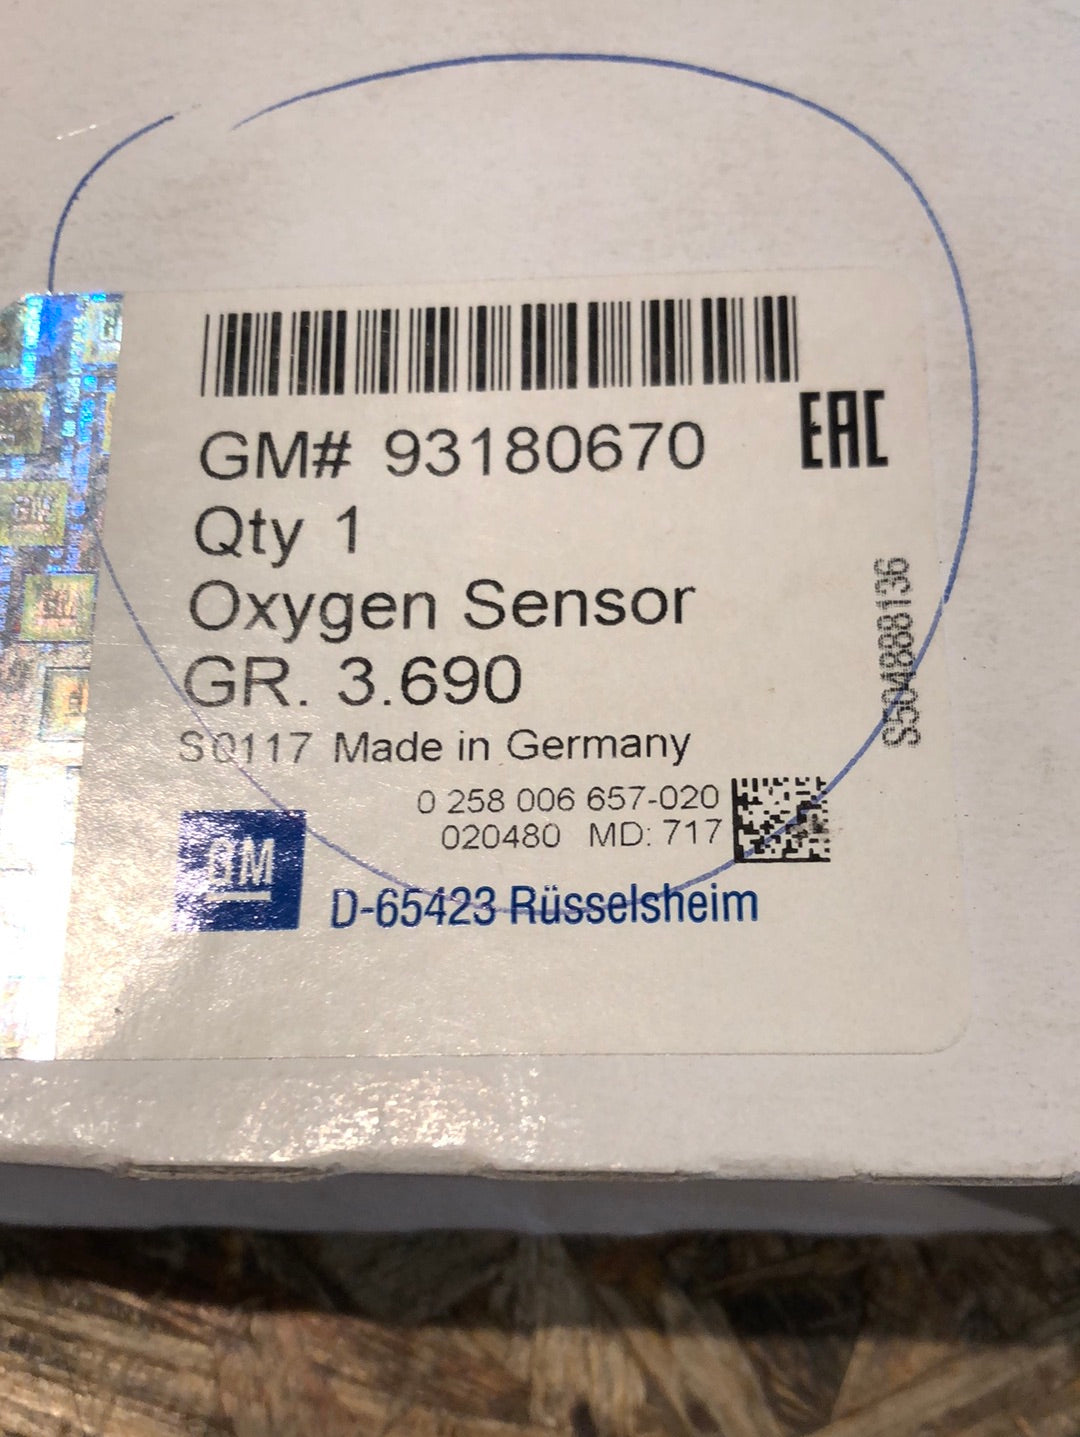 GM# 93180670
EAC
Qty 1
Oxygen Sensor
GR. 3.690
S0117 Made in Germany
0 258 006 657-020
020480 MD: 717
S504888136
GM
D-65423 Rüsselsheim